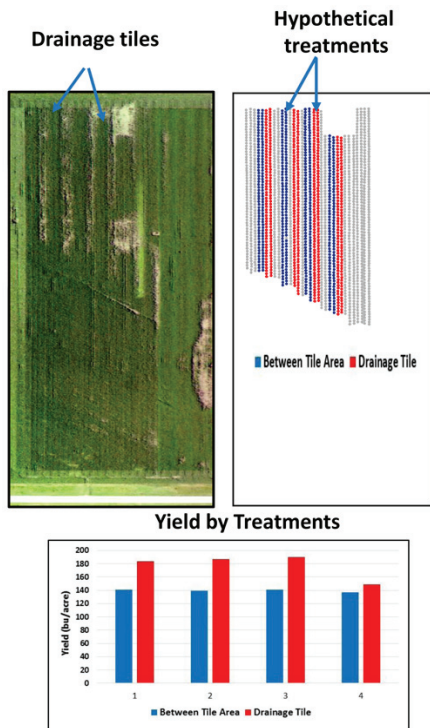 Drainage tiles
Hypothetical
treatments
Between Tile Area Drainage Tile
Yield by Treatments
Yield (bu/acre)
200
180
160
140
120
100
80
60
40
20
0
1 2 3 4
Between Tile Area Drainage Tile